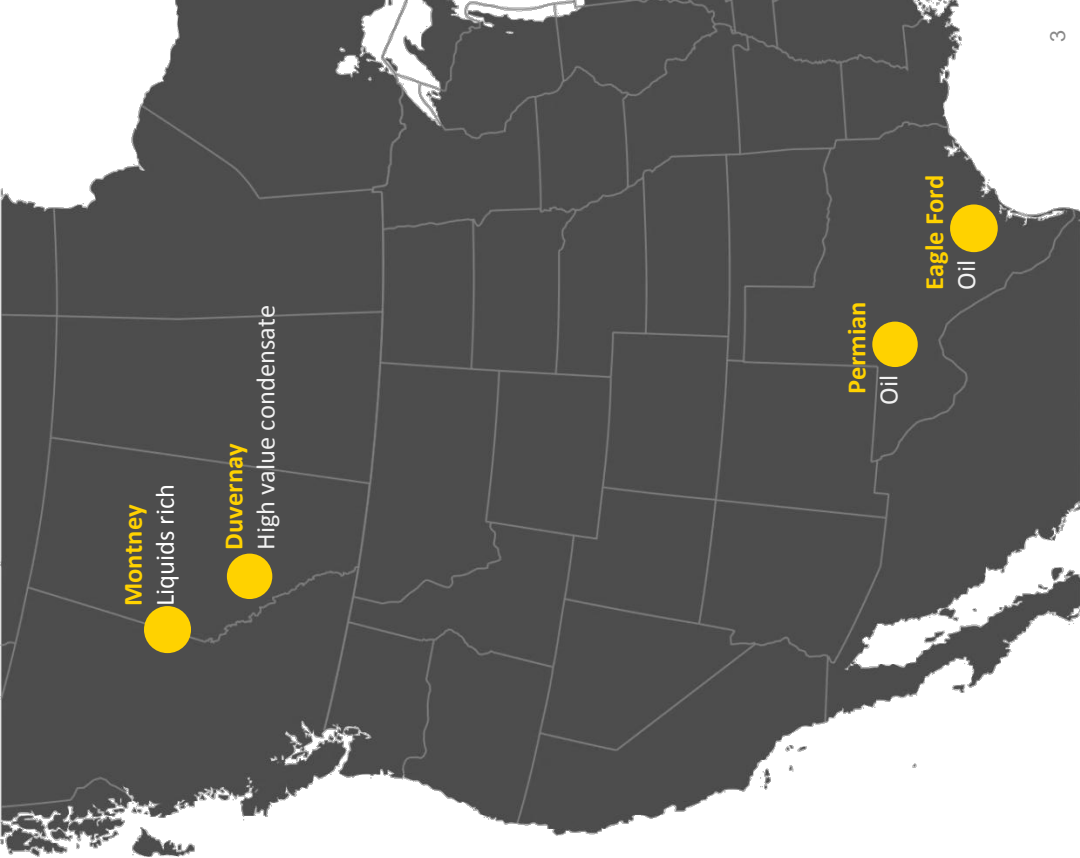 Montney
Liquids rich
Duvernay
High value condensate
Permian
Oil
Eagle Ford
Oil
3